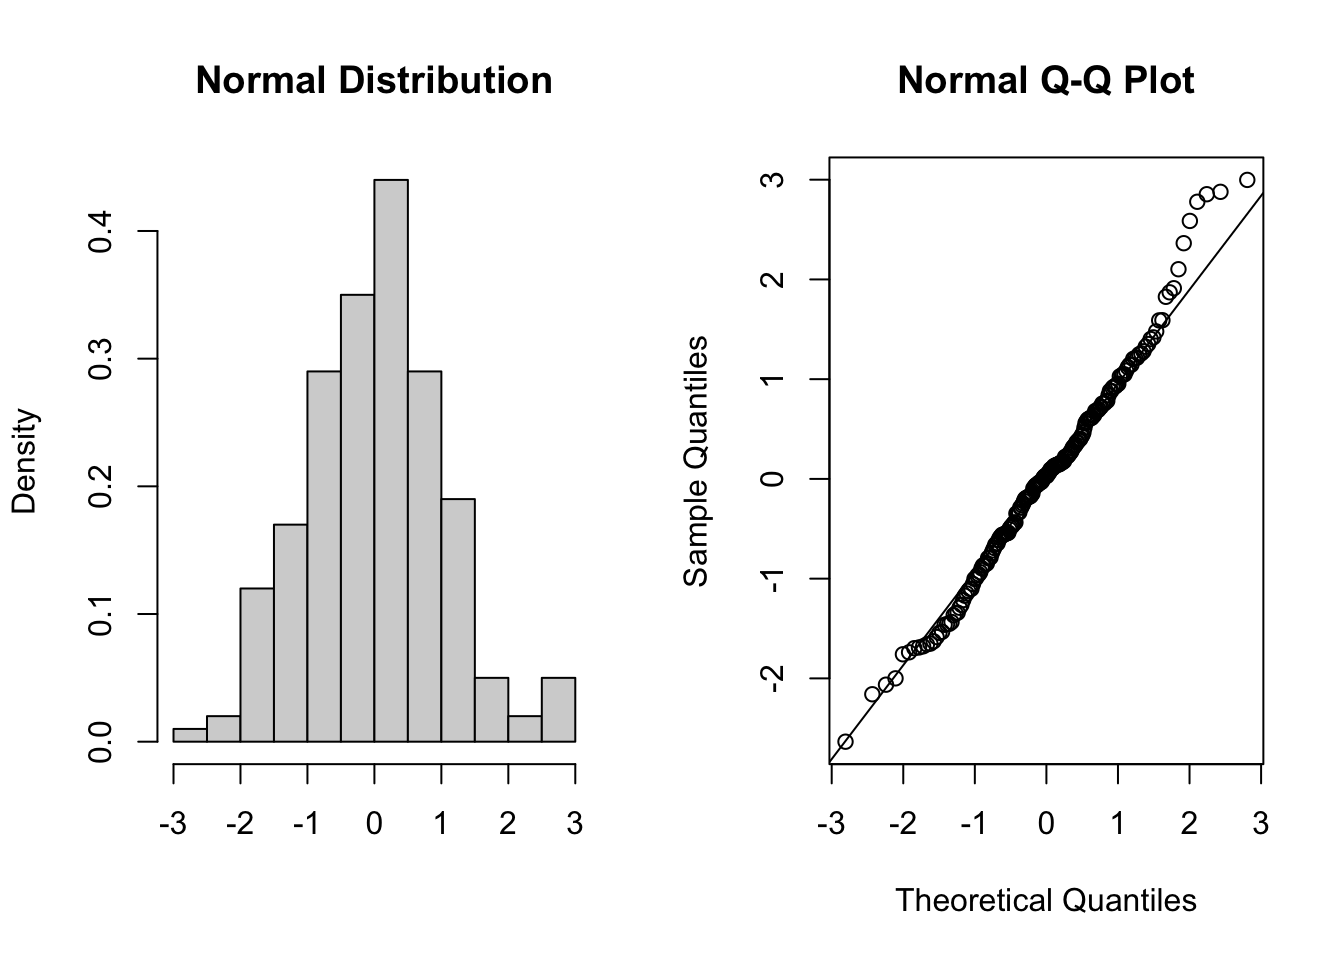 Normal Distribution
Density
0.0 0.1 0.2 0.3 0.4
-3 -2 -1 0 1 2 3
Normal Q-Q Plot
Sample Quantiles
-2 -1 0 1 2 3
-3 -2 -1 0 1 2 3
Theoretical Quantiles